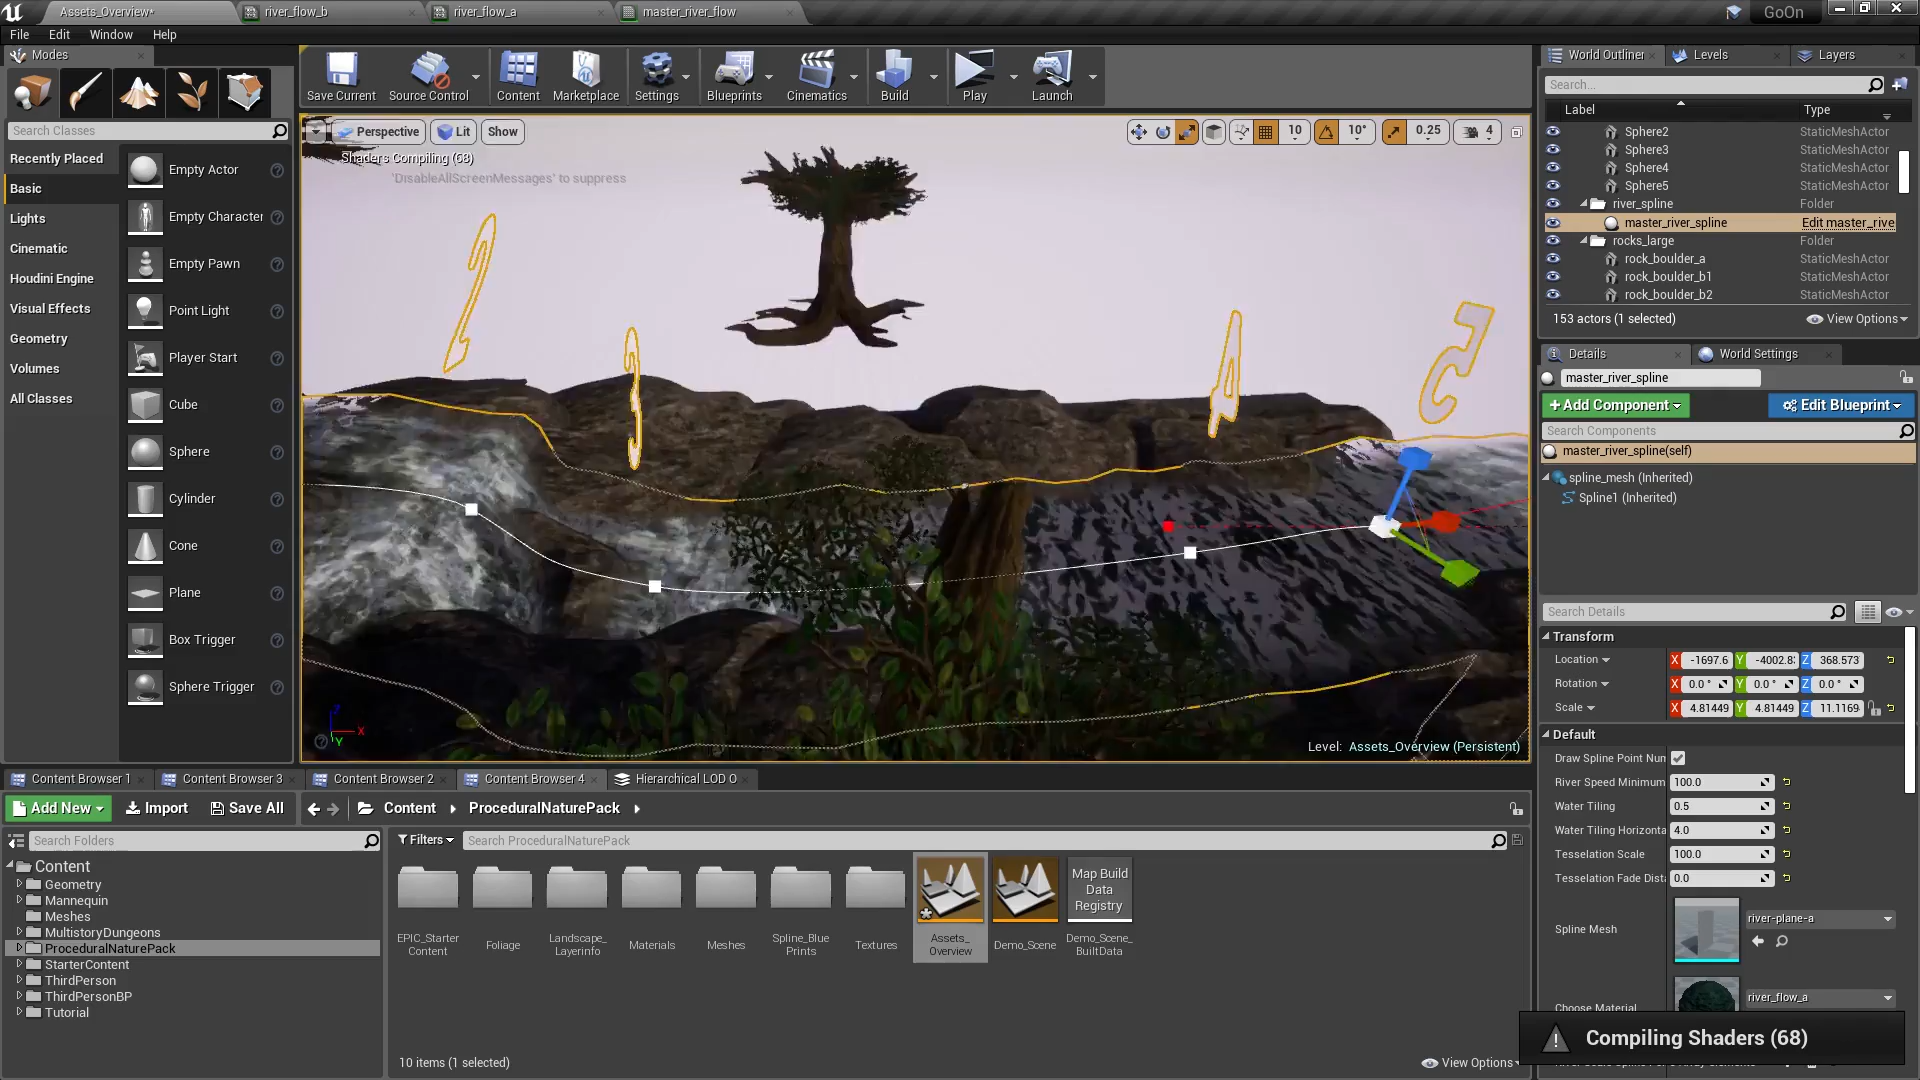 Assets_Overview*
river_flow_b
river_flow_a
master_river_flow
GoOn
File
Edit
Window
Help
Modes
Search Classes
Recently Placed
Basic
Lights
Cinematic
Houdini Engine
Visual Effects
Geometry
Volumes
All Classes
Empty Actor
Empty Character
Empty Pawn
Point Light
Player Start
Cube
Sphere
Cylinder
Cone
Plane
Box Trigger
Sphere Trigger
Save Current
Source Control
Content
Marketplace
Settings
Blueprints
Cinematics
Build
Play
Launch
Perspective
Lit
Show
10
10°
0.25
4
Shaders Compiling (68)
'DisableAllScreenMessages' to suppress
2
3
4
5
Z
X
Y
Level: Assets_Overview (Persistent)
World Outliner
Levels
Layers
Search...
Label
Type
Sphere2 StaticMeshActor
Sphere3 StaticMeshActor
Sphere4 StaticMeshActor
Sphere5 StaticMeshActor
river_spline Folder
master_river_spline Edit master_rive
rocks_large Folder
rock_boulder_a StaticMeshActor
rock_boulder_b1 StaticMeshActor
rock_boulder_b2 StaticMeshActor
153 actors (1 selected)
View Options
Details
World Settings
master_river_spline
+Add Component
Edit Blueprint
Search Components
master_river_spline(self)
spline_mesh (Inherited)
Spline1 (Inherited)
Search Details
Transform
Location X -1697.6 Y -4002.8 Z 368.573
Rotation X 0.0 ° Y 0.0 ° Z 0.0 °
Scale X 4.81449 Y 4.81449 Z 11.1169
Default
Draw Spline Point Num
River Speed Minimum 100.0
Water Tiling 0.5
Water Tiling Horizonta 4.0
Tesselation Scale 100.0
Tesselation Fade Dista 0.0
Spline Mesh
river-plane-a
Choose Material
river_flow_a
Compiling Shaders (68)
Content Browser 1
Content Browser 3
Content Browser 2
Content Browser 4
Hierarchical LOD O
Add New
Import
Save All
Content
ProceduralNaturePack
Search Folders
Filters
Search ProceduralNaturePack
Content
Geometry
Mannequin
Meshes
MultistoryDungeons
ProceduralNaturePack
StarterContent
ThirdPerson
ThirdPersonBP
Tutorial
EPIC_Starter
Content
Foliage
Landscape_
Layerinfo
Materials
Meshes
Spline_Blue
Prints
Textures
Assets_
Overview
Demo_Scene
Map Build
Data
Registry
Demo_Scene_
BuiltData
10 items (1 selected)
View Options